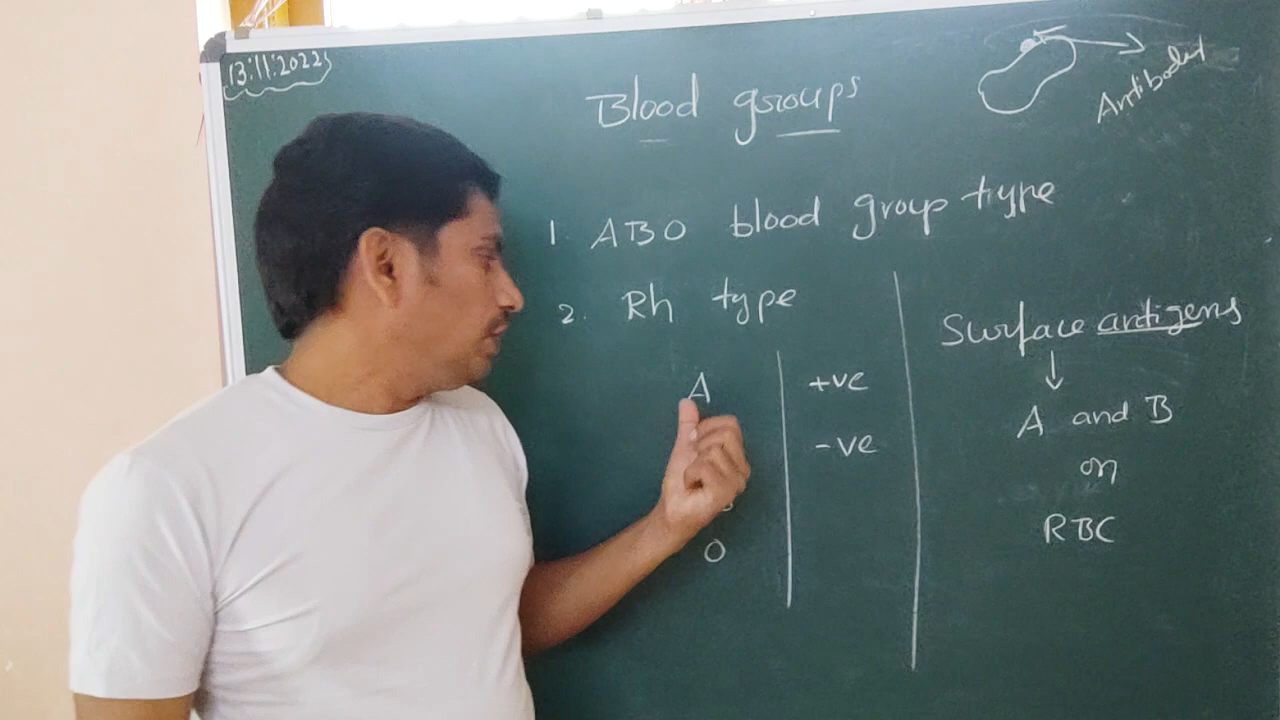 13.11.2022
Blood groups
Antibodies
1. ABO blood group type
2. Rh type
A
O
+ve
-ve
Surface antigens
↓
A and B
on
RBC